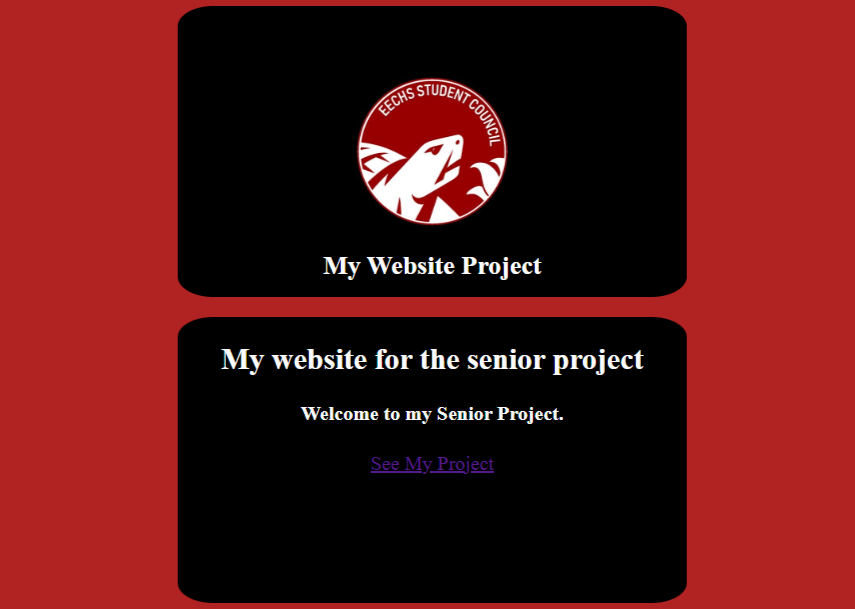 EECHS STUDENT COUNCIL
My Website Project
My website for the senior project
Welcome to my Senior Project.
See My Project